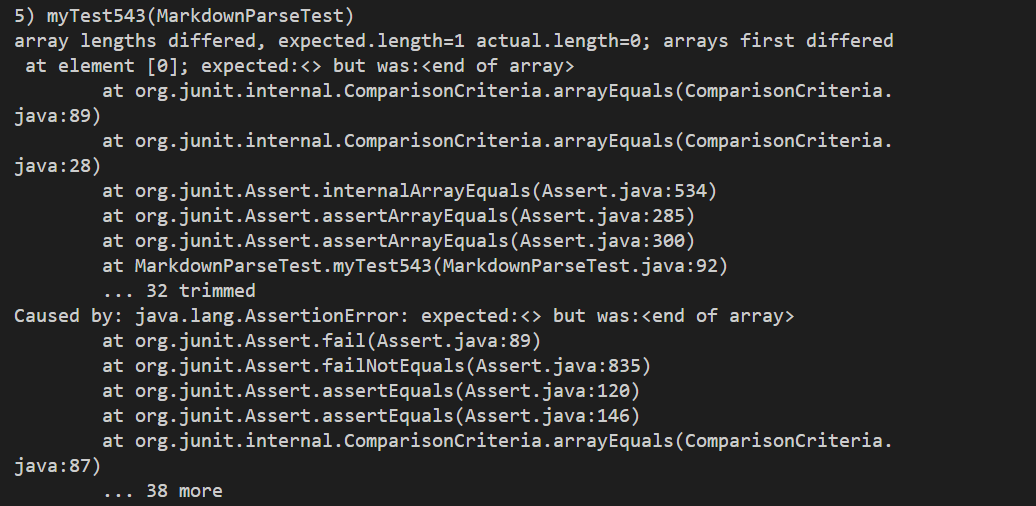 5) myTest543(MarkdownParseTest)
array lengths differed, expected.length=1 actual.length=0; arrays first differed
 at element [0]; expected:<> but was:<end of array>
        at org.junit.internal.ComparisonCriteria.arrayEquals(ComparisonCriteria.
java:89)
        at org.junit.internal.ComparisonCriteria.arrayEquals(ComparisonCriteria.
java:28)
        at org.junit.Assert.internalArrayEquals(Assert.java:534)
        at org.junit.Assert.assertArrayEquals(Assert.java:285)
        at org.junit.Assert.assertArrayEquals(Assert.java:300)
        at MarkdownParseTest.myTest543(MarkdownParseTest.java:92)
        ... 32 trimmed
Caused by: java.lang.AssertionError: expected:<> but was:<end of array>
        at org.junit.Assert.fail(Assert.java:89)
        at org.junit.Assert.failNotEquals(Assert.java:835)
        at org.junit.Assert.assertEquals(Assert.java:120)
        at org.junit.Assert.assertEquals(Assert.java:146)
        at org.junit.internal.ComparisonCriteria.arrayEquals(ComparisonCriteria.
java:87)
        ... 38 more